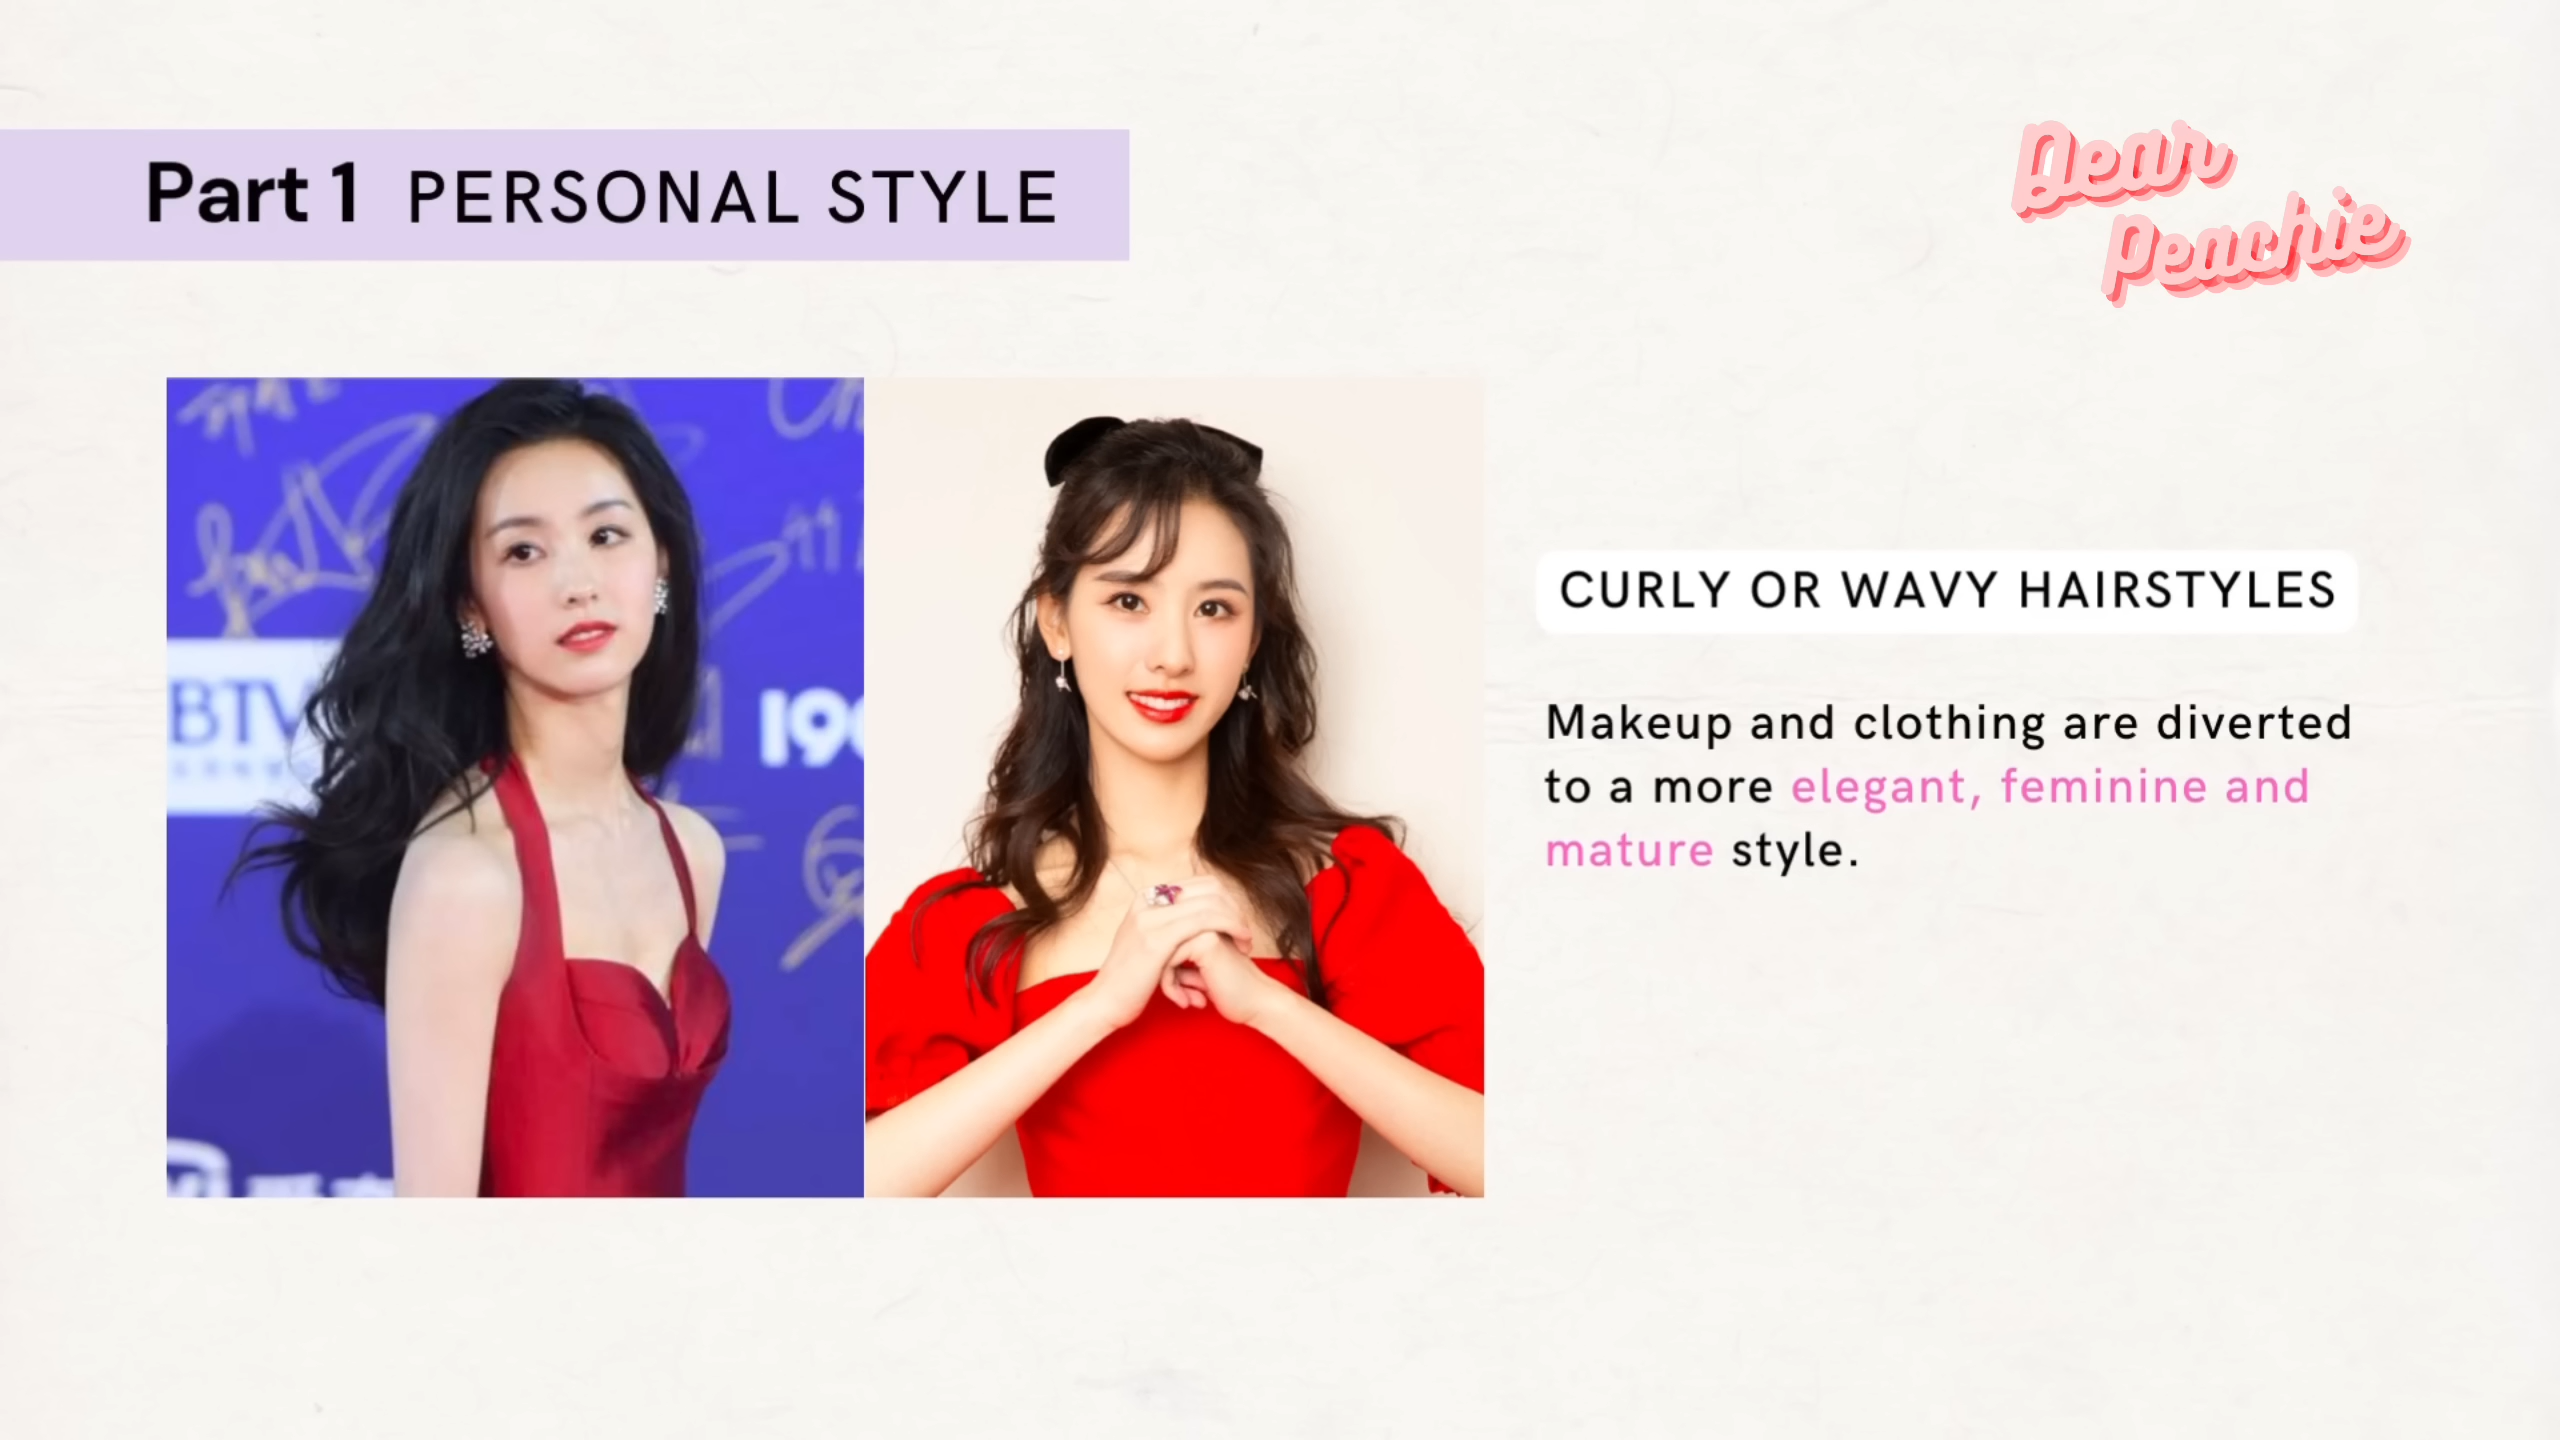 Part 1 PERSONAL STYLE
Dear
Peachie
BTV
CURLY OR WAVY HAIRSTYLES
Makeup and clothing are diverted
to a more elegant, feminine and
mature style.